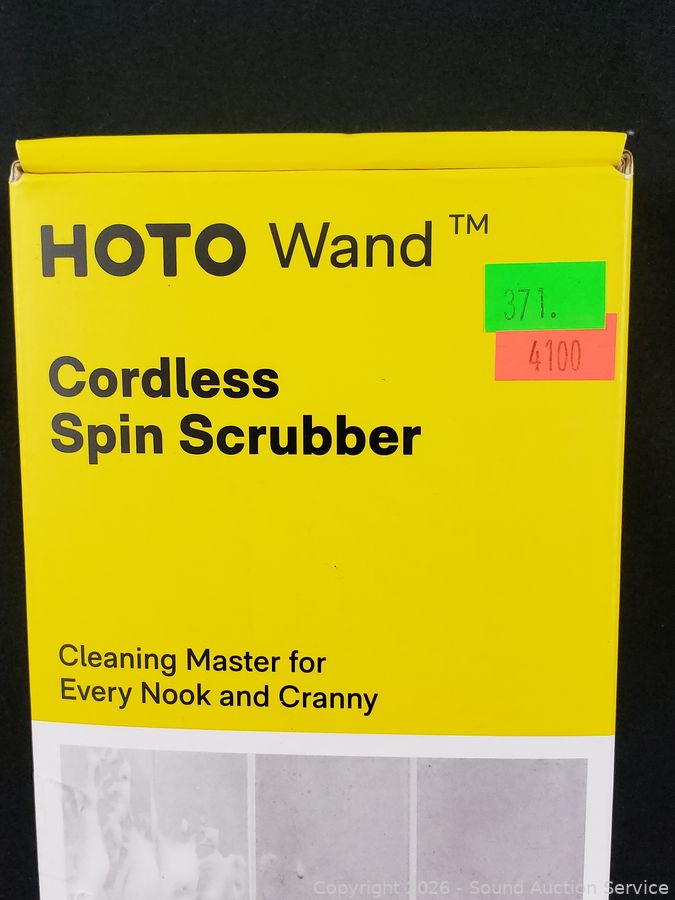 HOTO Wand ™
371.
4100
Cordless
Spin Scrubber
Cleaning Master for
Every Nook and Cranny
Copyright 2026 - Sound Auction Service